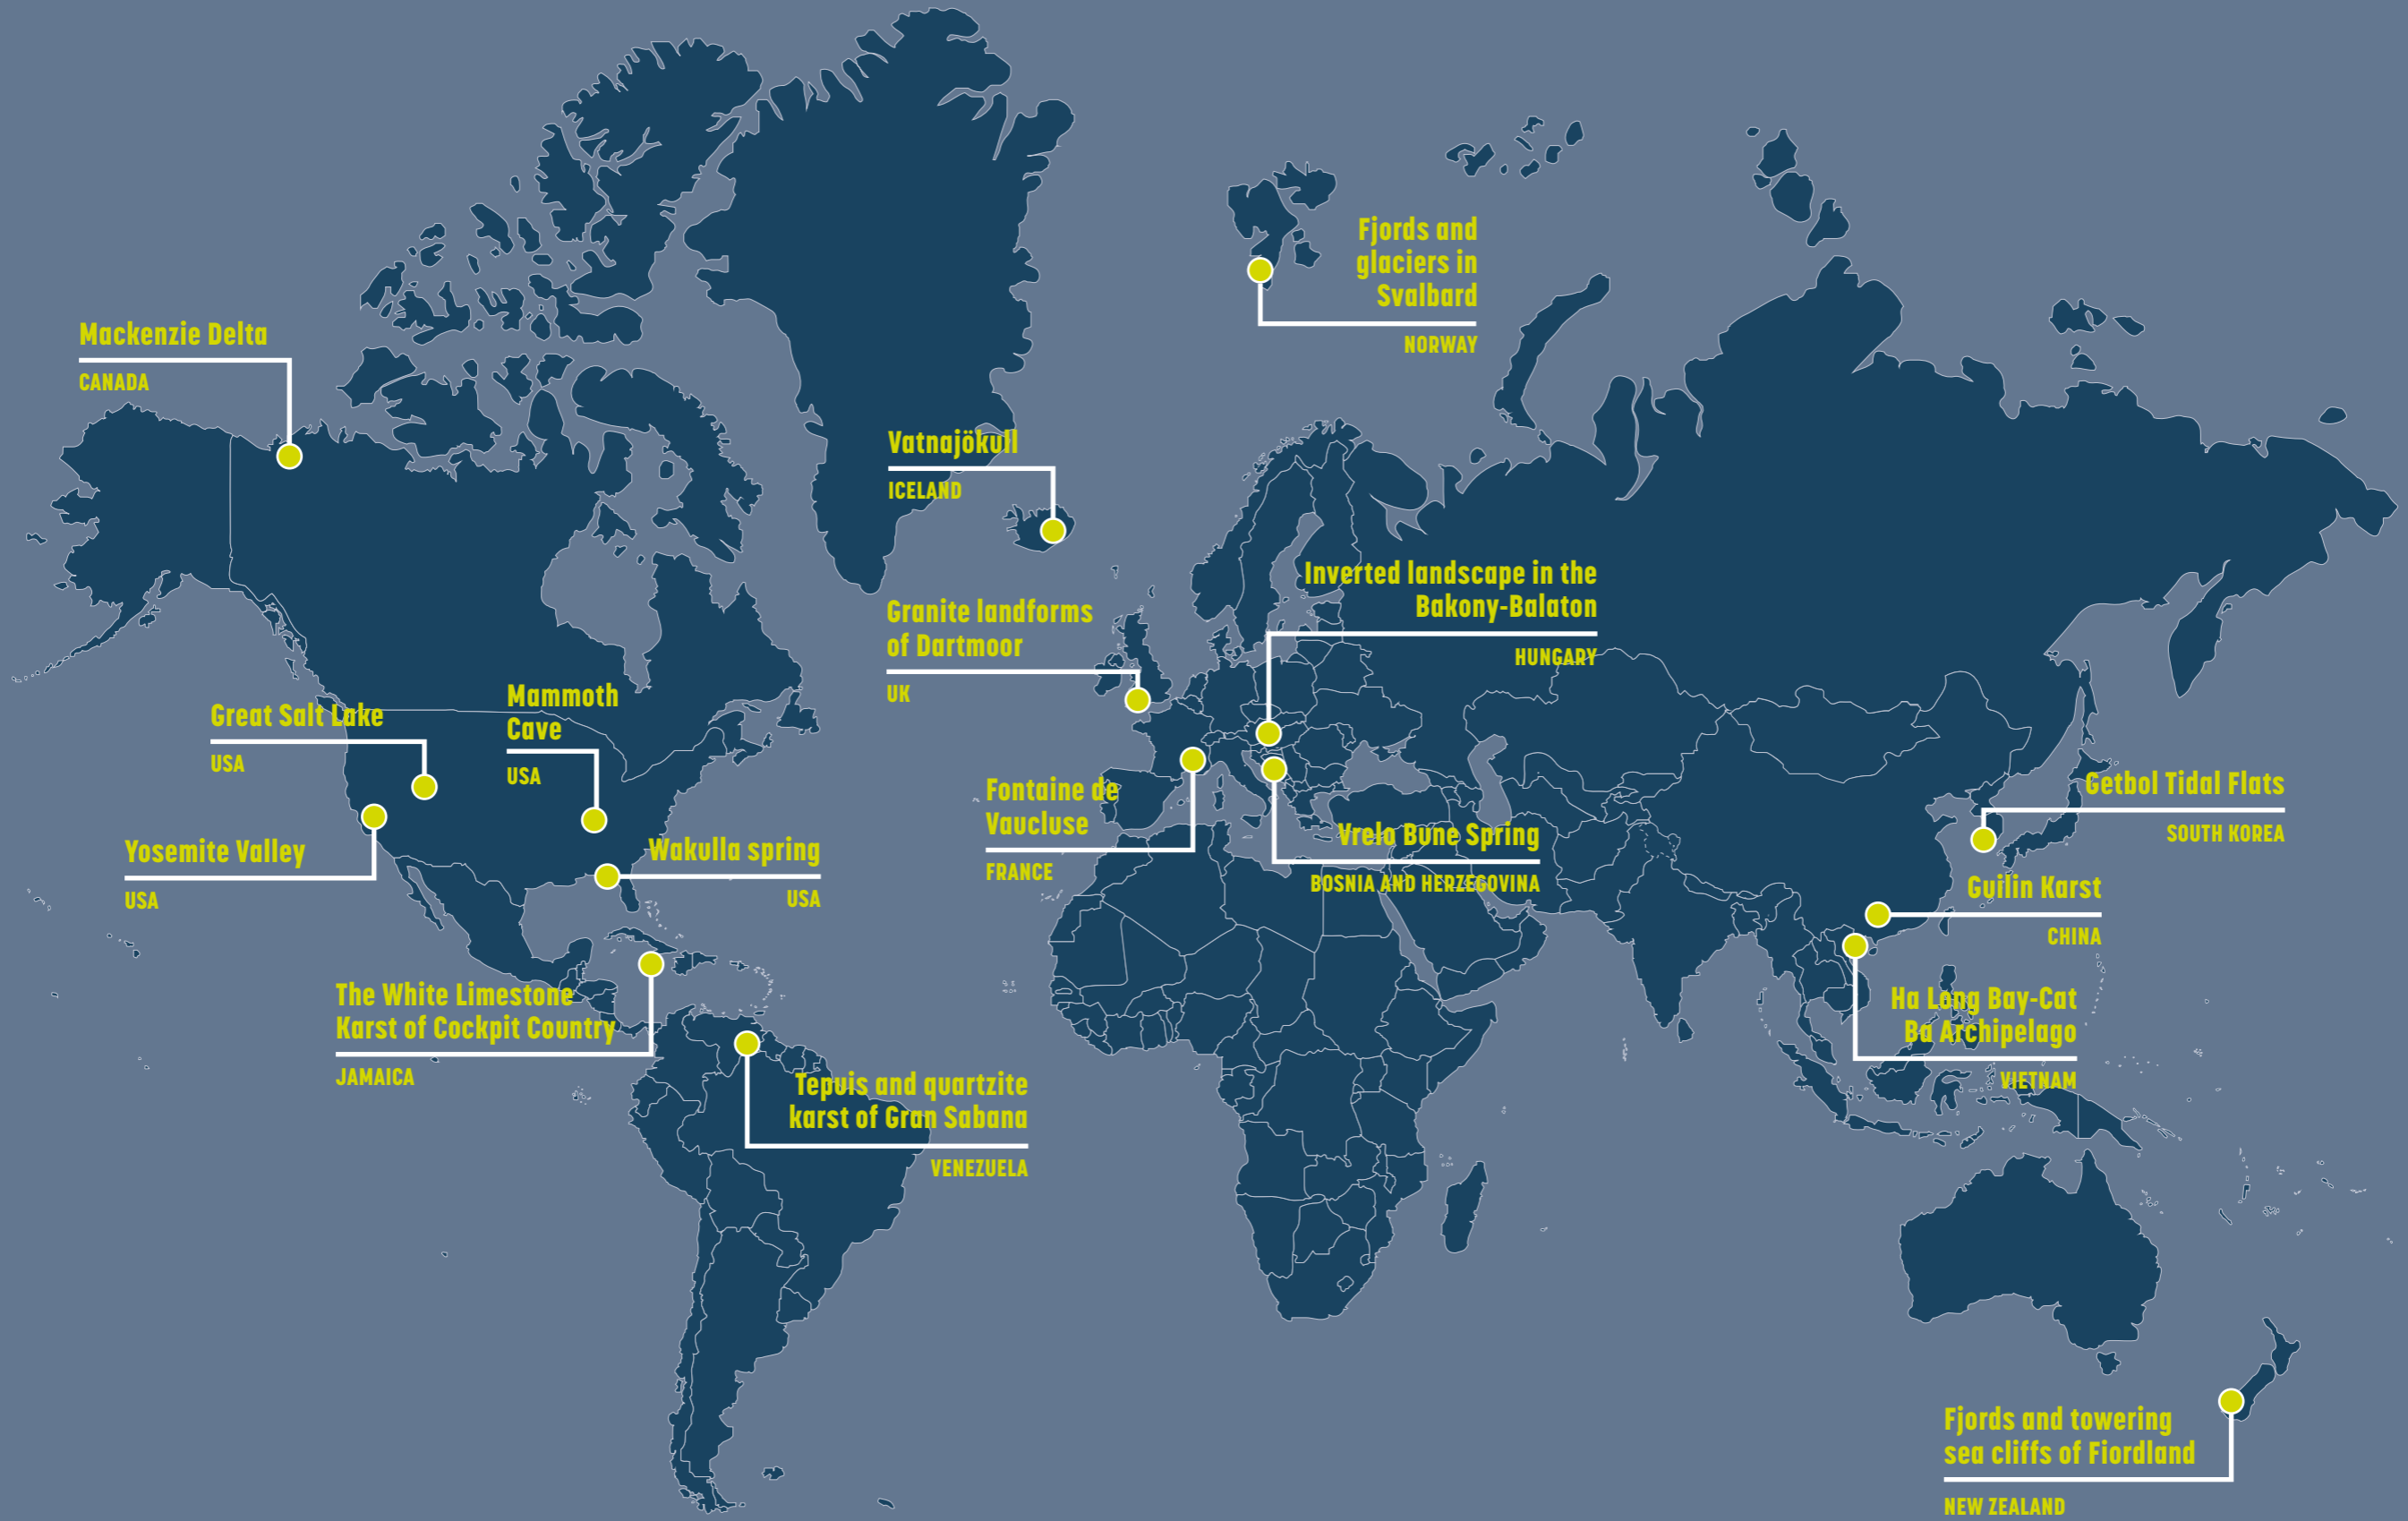 Fjords and
glaciers in
Svalbard
NORWAY
Mackenzie Delta
CANADA
Vatnajökull
ICELAND
Inverted landscape in the
Bakony-Balaton
HUNGARY
Granite landforms
of Dartmoor
UK
Mammoth
Cave
USA
Great Salt Lake
USA
Yosemite Valley
USA
Wakulla spring
USA
Fontaine de
Vaucluse
FRANCE
Vrelo Bune Spring
BOSNIA AND HERZEGOVINA
Getbol Tidal Flats
SOUTH KOREA
Guilin Karst
CHINA
The White Limestone
Karst of Cockpit Country
JAMAICA
Ha Long Bay-Cat
Ba Archipelago
VIETNAM
Tepuis and quartzite
karst of Gran Sabana
VENEZUELA
Fjords and towering
sea cliffs of Fiordland
NEW ZEALAND